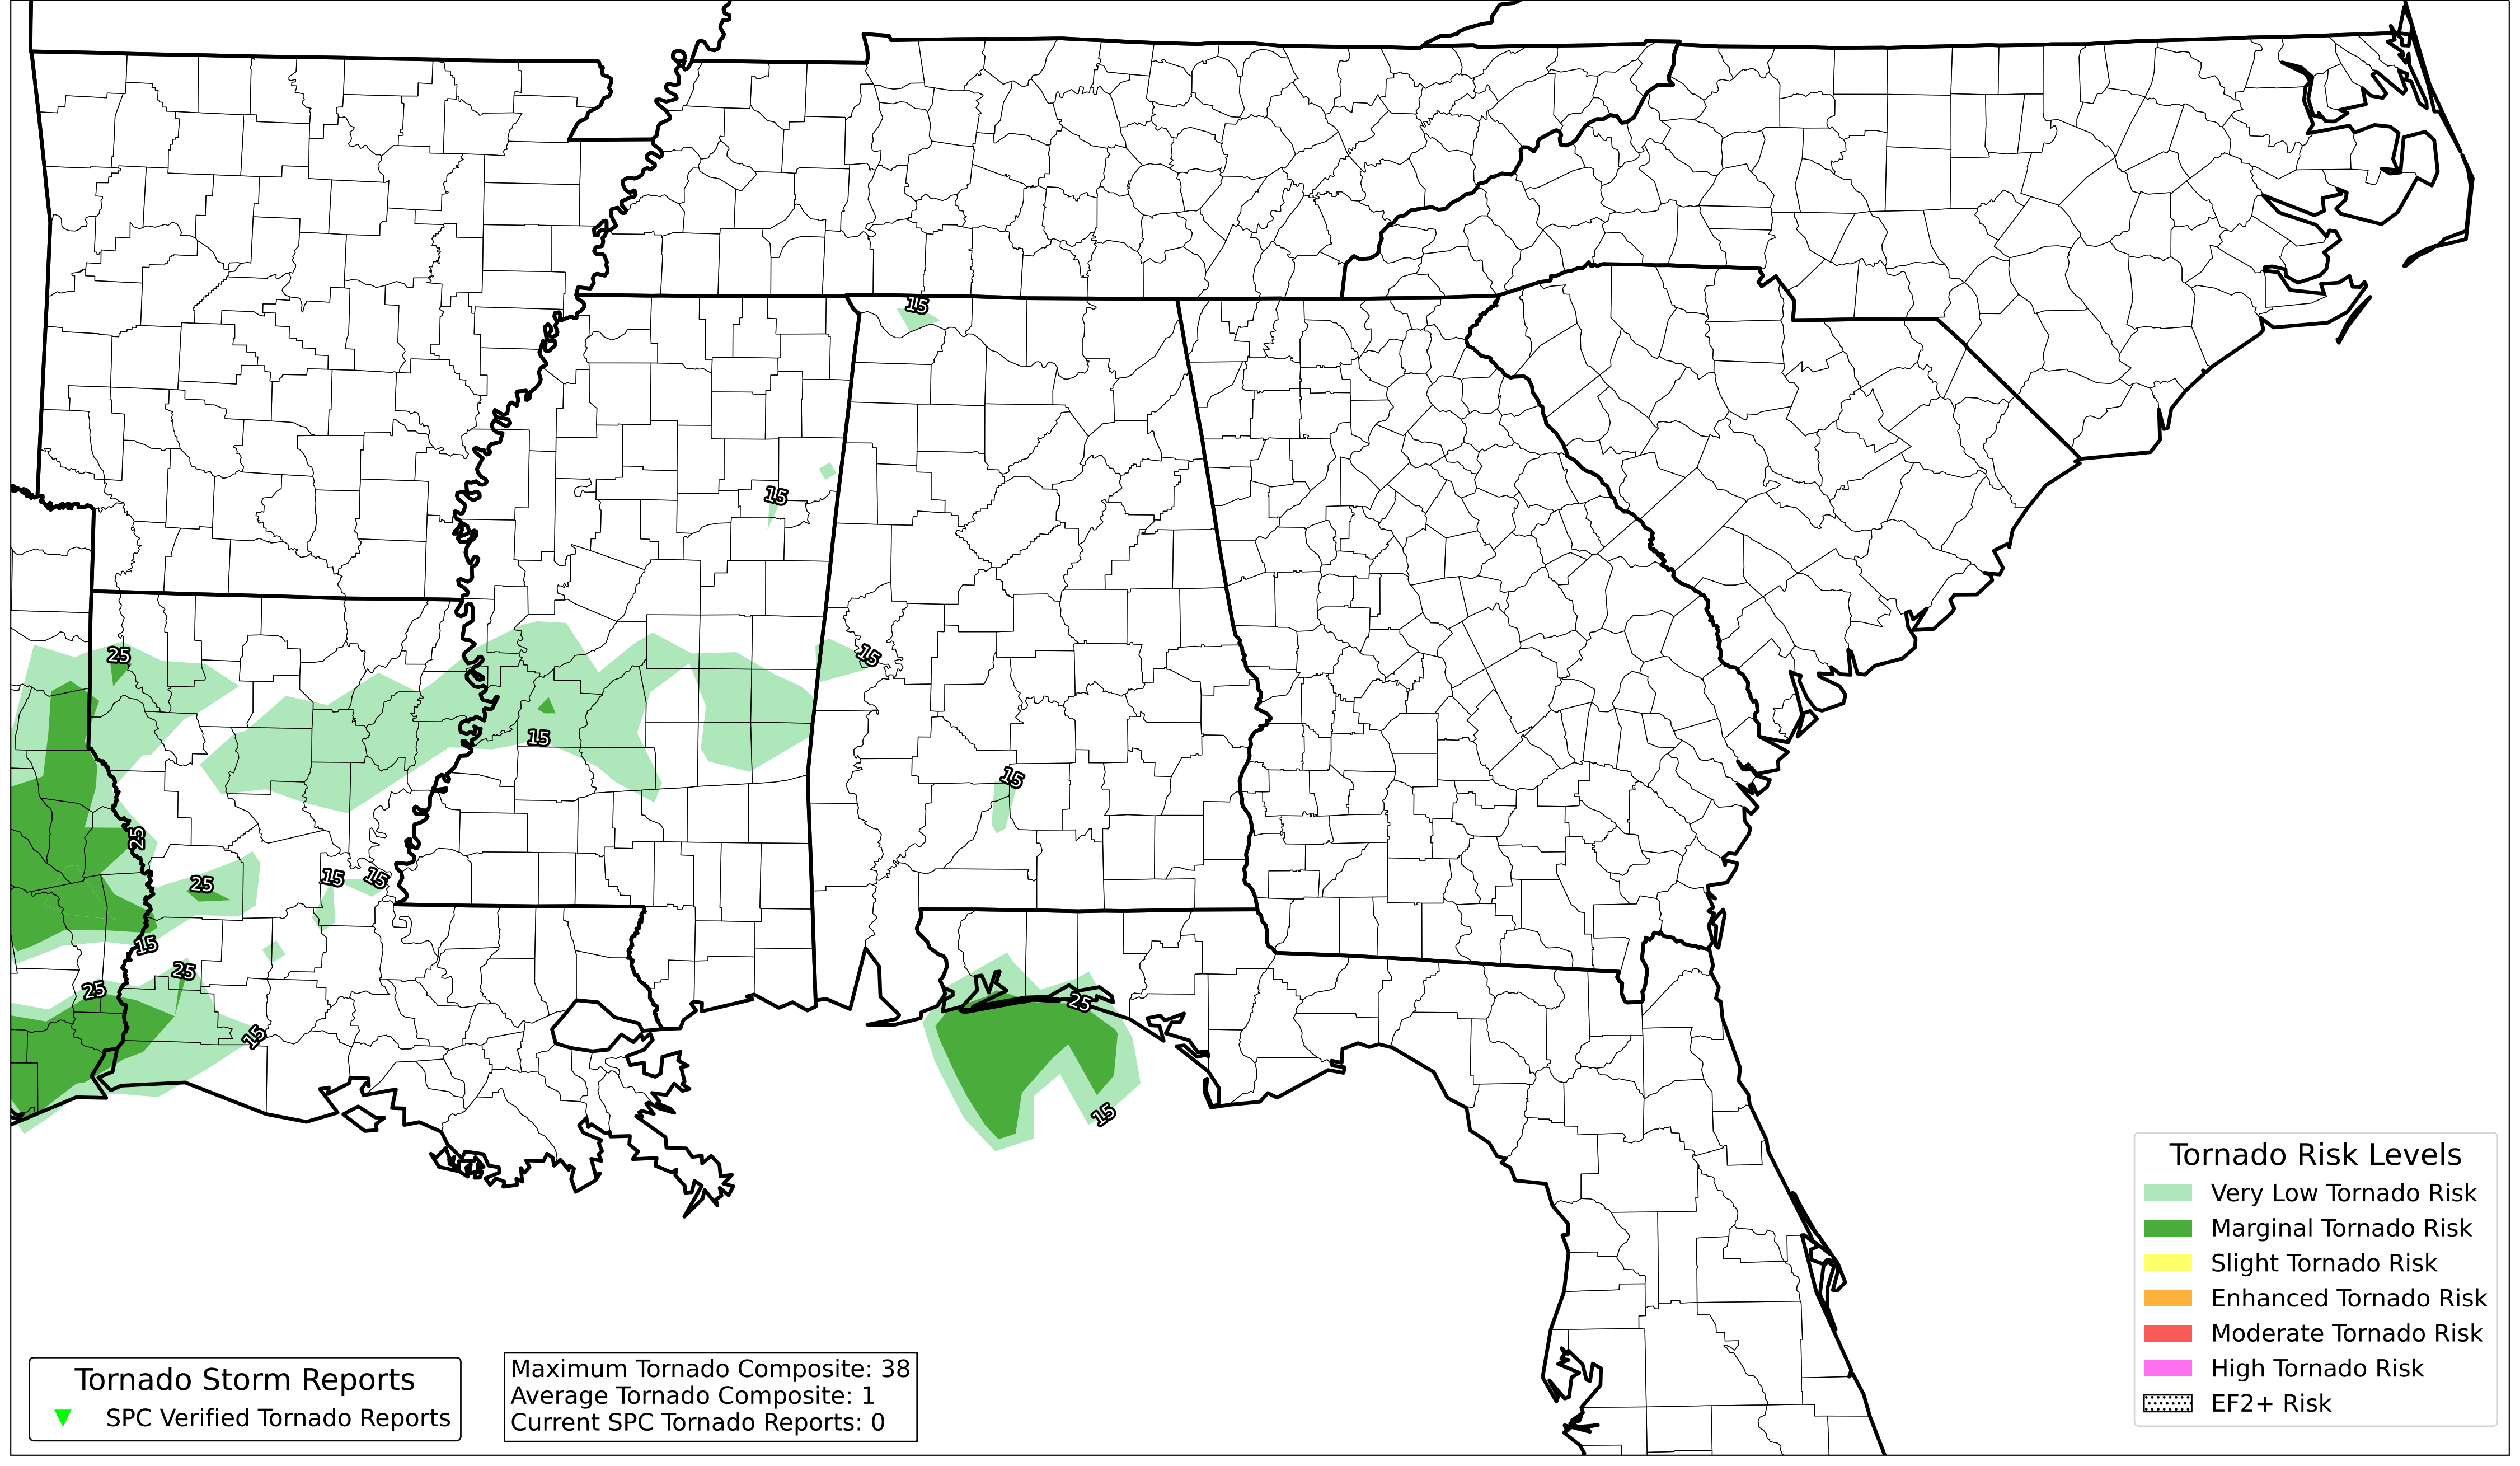 15
15
25
15
15
15
25
25
15
15
15
25
25
25
15
15
15
Tornado Risk Levels
Very Low Tornado Risk
Marginal Tornado Risk
Slight Tornado Risk
Enhanced Tornado Risk
Moderate Tornado Risk
High Tornado Risk
EF2+ Risk
Tornado Storm Reports
SPC Verified Tornado Reports
Maximum Tornado Composite: 38
Average Tornado Composite: 1
Current SPC Tornado Reports: 0